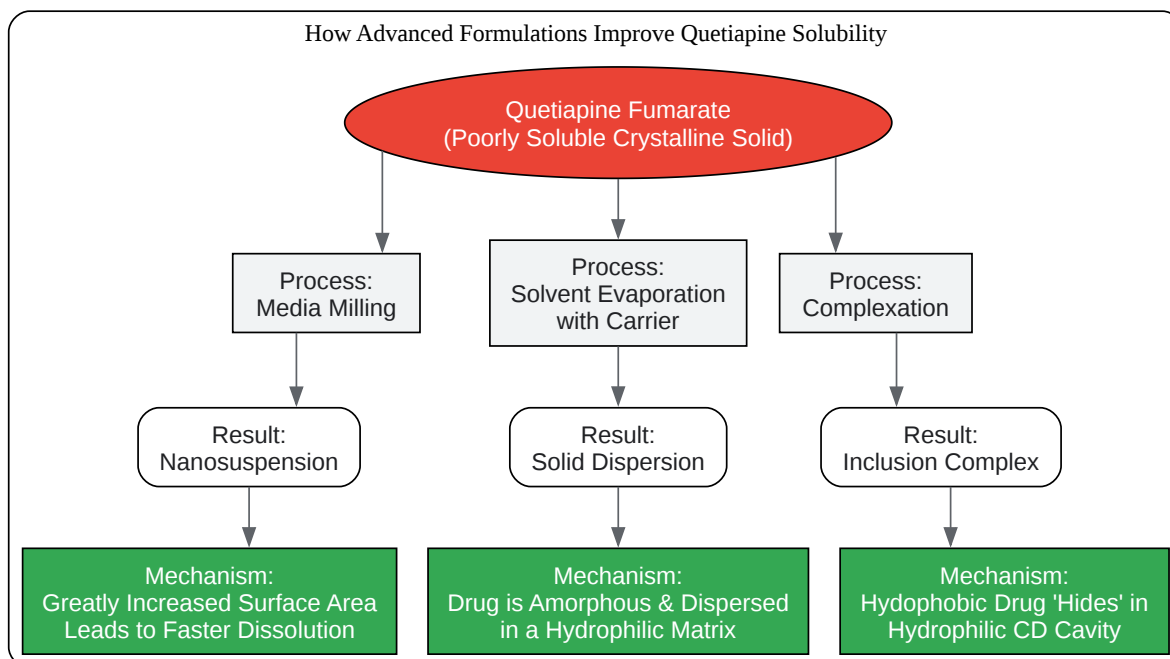 How Advanced Formulations Improve Quetiapine Solubility
Quetiapine Fumarate
(Poorly Soluble Crystalline Solid)
Process:
Media Milling
Process:
Solvent Evaporation
with Carrier
Process:
Complexation
Result:
Nanosuspension
Result:
Solid Dispersion
Result:
Inclusion Complex
Mechanism:
Greatly Increased Surface Area
Leads to Faster Dissolution
Mechanism:
Drug is Amorphous & Dispersed
in a Hydrophilic Matrix
Mechanism:
Hydophobic Drug 'Hides' in
Hydrophilic CD Cavity